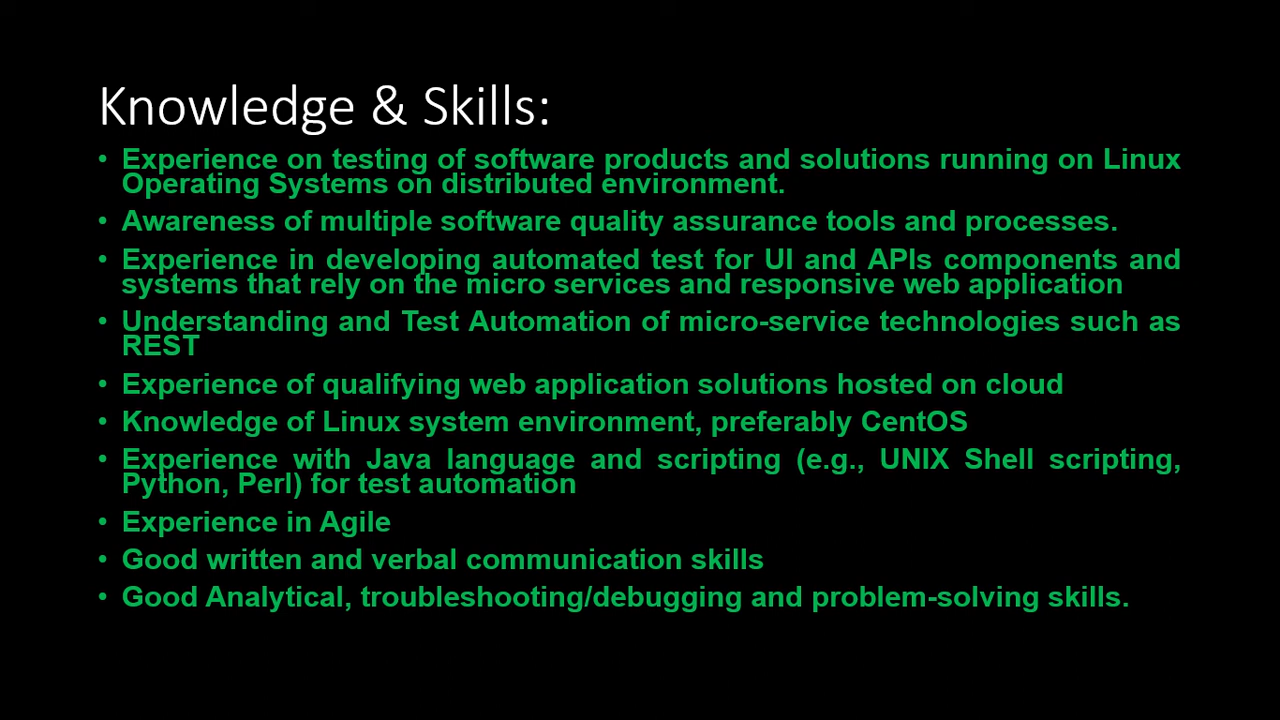 Knowledge & Skills:
• Experience on testing of software products and solutions running on Linux
Operating Systems on distributed environment.
• Awareness of multiple software quality assurance tools and processes.
• Experience in developing automated test for UI and APIs components and
systems that rely on the micro services and responsive web application
• Understanding and Test Automation of micro-service technologies such as
REST
• Experience of qualifying web application solutions hosted on cloud
• Knowledge of Linux system environment, preferably CentOS
• Experience with Java language and scripting (e.g., UNIX Shell scripting,
Python, Perl) for test automation
• Experience in Agile
• Good written and verbal communication skills
• Good Analytical, troubleshooting/debugging and problem-solving skills.